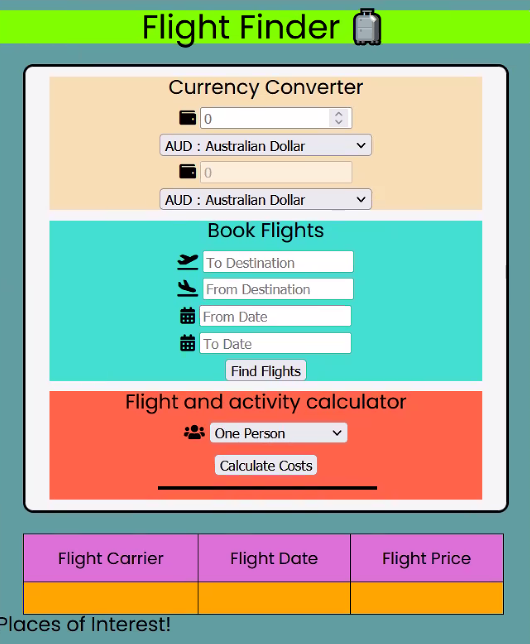 Flight Finder
Currency Converter
0
AUD : Australian Dollar
0
AUD : Australian Dollar
Book Flights
To Destination
From Destination
From Date
To Date
Find Flights
Flight and activity calculator
One Person
Calculate Costs
Flight Carrier Flight Date Flight Price
Places of Interest!